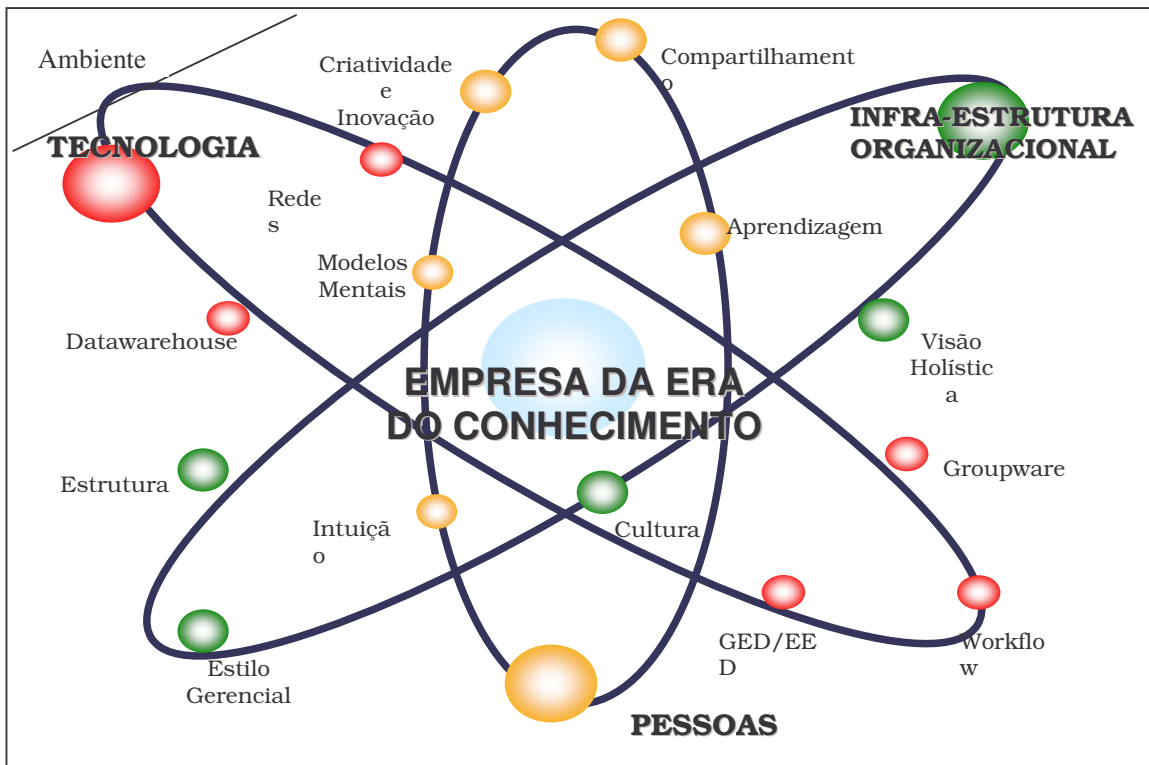 Ambiente
Criatividade
e
Inovação
Compartilhament
o
TECNOLOGIA
INFRA-ESTRUTURA
ORGANIZACIONAL
Rede
s
Aprendizagem
Modelos
Mentais
Datawarehouse
Visão
Holístic
a
EMPRESA DA ERA
DO CONHECIMENTO
Groupware
Estrutura
Intuiçã
o
Cultura
GED/EE
D
Workflo
w
Estilo
Gerencial
PESSOAS